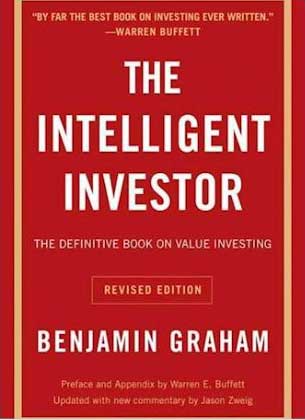 "BY FAR THE BEST BOOK ON INVESTING EVER WRITTEN."
—WARREN BUFFETT
THE
INTELLIGENT
INVESTOR
THE DEFINITIVE BOOK ON VALUE INVESTING
REVISED EDITION
BENJAMIN GRAHAM
Preface and Appendix by Warren E. Buffett
Updated with new commentary by Jason Zweig